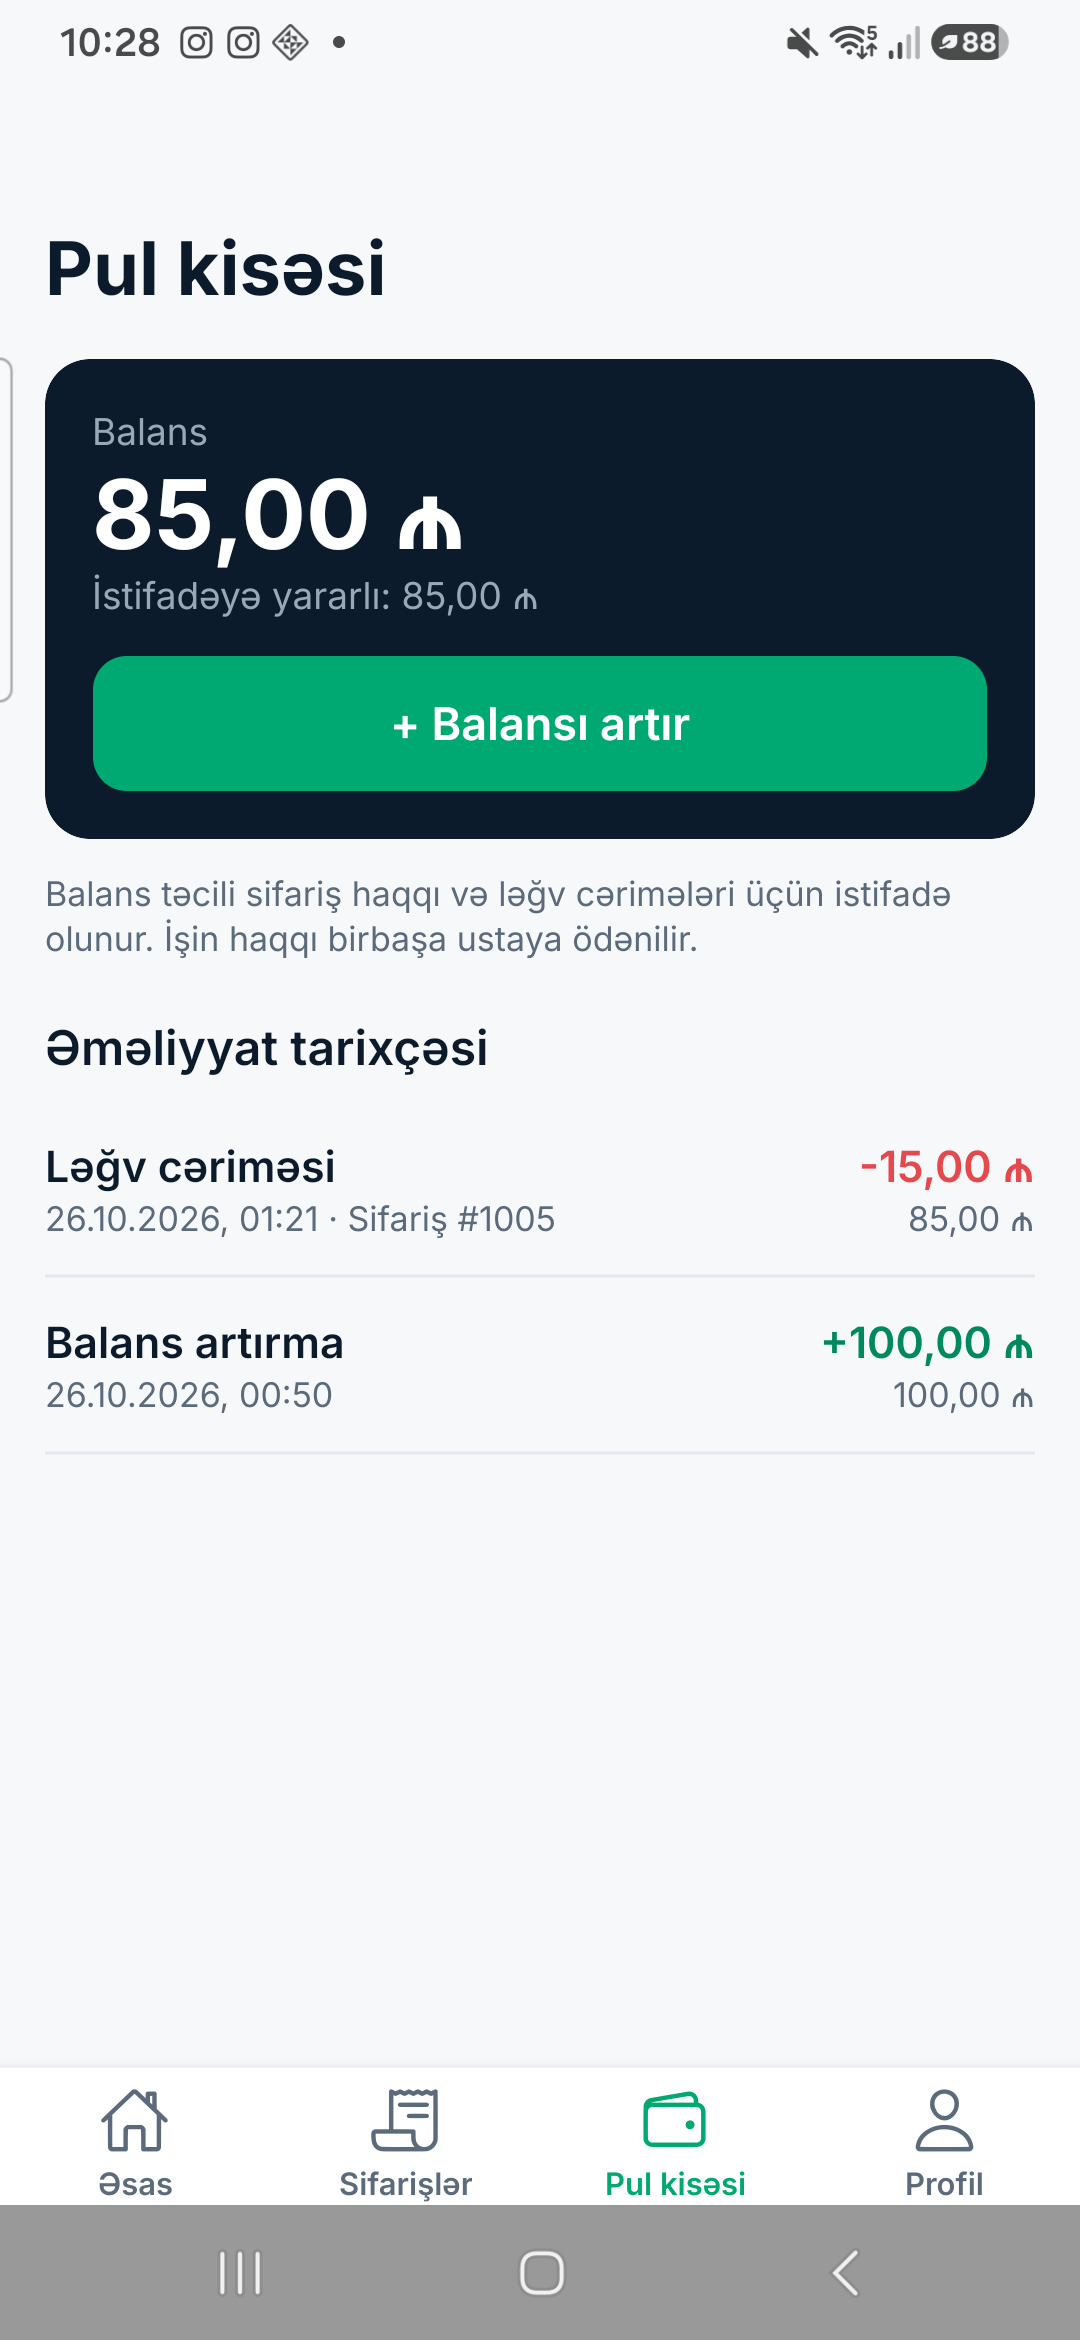 10:28
5
88
Pul kisəsi
Balans
85,00 ₼
İstifadəyə yararlı: 85,00 ₼
+ Balansı artır
Balans təcili sifariş haqqı və ləğv cərimələri üçün istifadə
olunur. İşin haqqı birbaşa ustaya ödənilir.
Əməliyyat tarixçəsi
Ləğv cəriməsi
-15,00 ₼
26.10.2026, 01:21 · Sifariş #1005
85,00 ₼
Balans artırma
+100,00 ₼
26.10.2026, 00:50
100,00 ₼
Əsas
Sifarişlər
Pul kisəsi
Profil